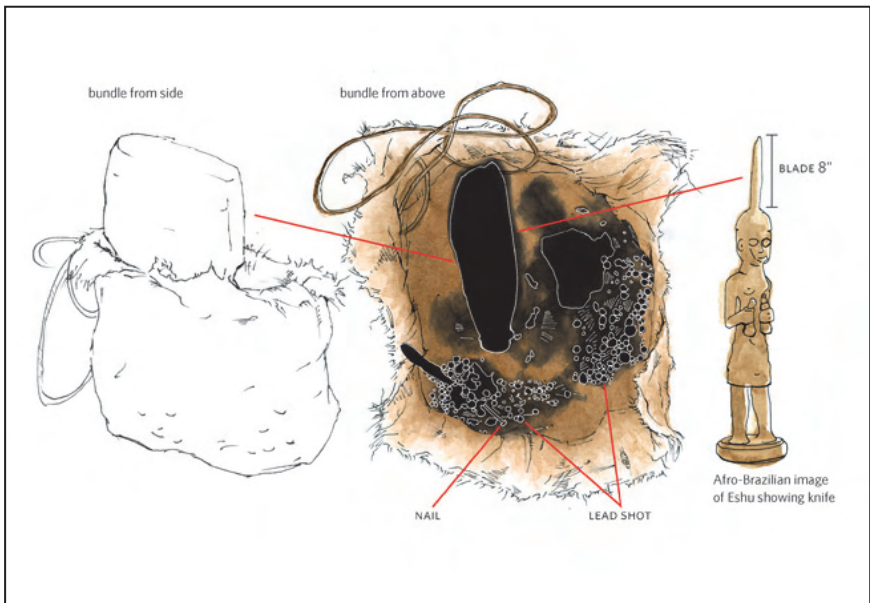 bundle from side
bundle from above
BLADE 8"
NAIL
LEAD SHOT
Afro-Brazilian image
of Eshu showing knife